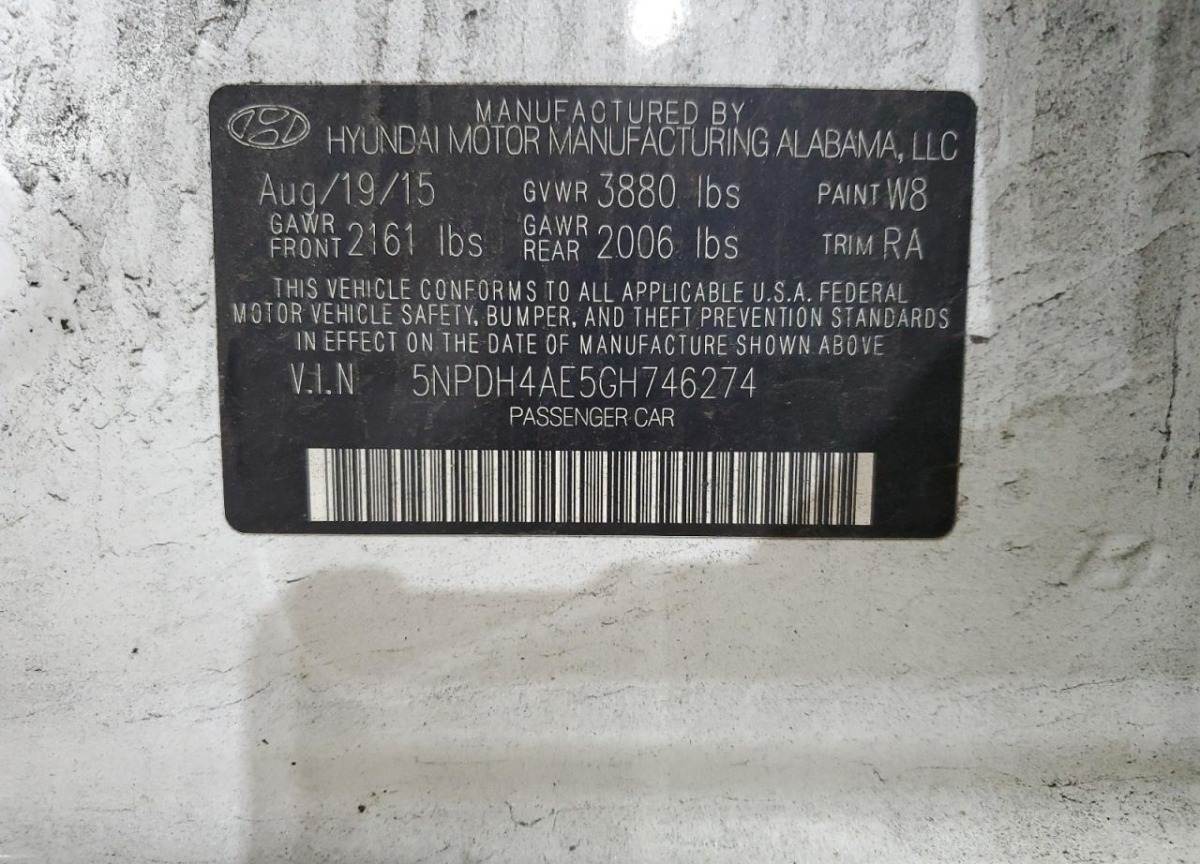 MANUFACTURED BY
HYUNDAI MOTOR MANUFACTURING ALABAMA, LLC
Aug/19/15 GVWR 3880 lbs PAINT W8
GAWR FRONT 2161 lbs GAWR REAR 2006 lbs TRIM RA
THIS VEHICLE CONFORMS TO ALL APPLICABLE U.S.A. FEDERAL
MOTOR VEHICLE SAFETY, BUMPER, AND THEFT PREVENTION STANDARDS
IN EFFECT ON THE DATE OF MANUFACTURE SHOWN ABOVE
V.I.N 5NPDH4AE5GH746274
PASSENGER CAR